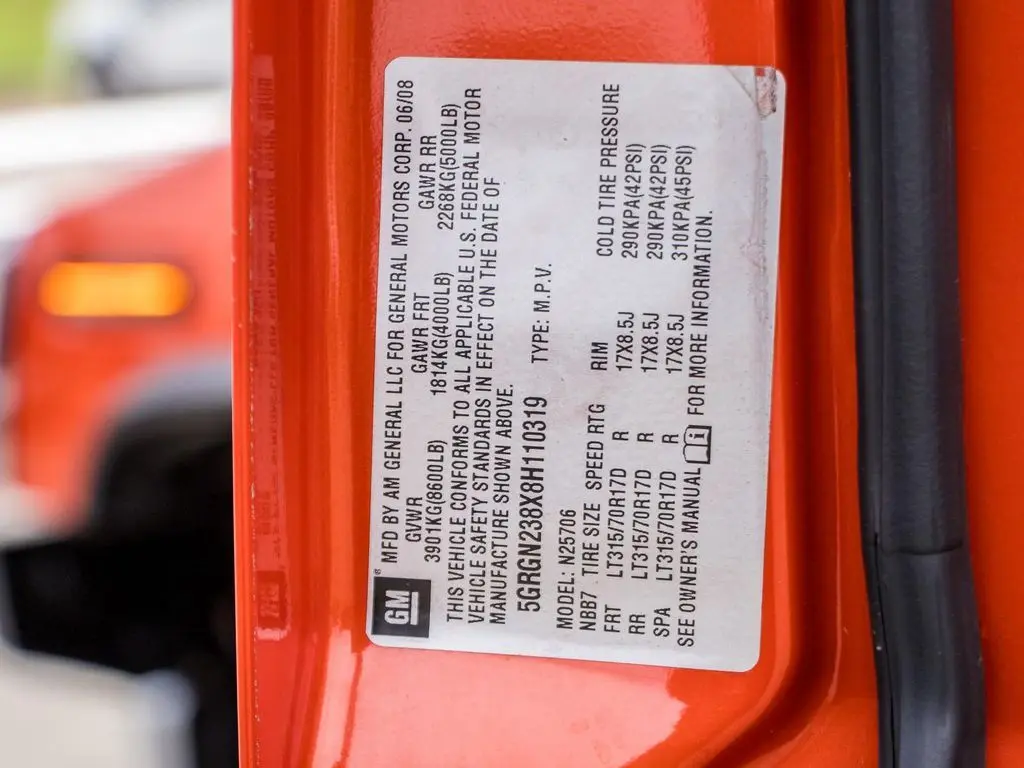 GM®
MFD BY AM GENERAL LLC FOR GENERAL MOTORS CORP. 06/08
GVWR GAWR FRT GAWR RR
3901KG(8600LB) 1814KG(4000LB) 2268KG(5000LB)
THIS VEHICLE CONFORMS TO ALL APPLICABLE U.S. FEDERAL MOTOR
VEHICLE SAFETY STANDARDS IN EFFECT ON THE DATE OF
MANUFACTURE SHOWN ABOVE.
5GRGN238X8H110319 TYPE: M.P.V.
MODEL: N25706
NBB7 TIRE SIZE SPEED RTG RIM COLD TIRE PRESSURE
FRT LT315/70R17D R 17X8.5J 290KPA(42PSI)
RR LT315/70R17D R 17X8.5J 290KPA(42PSI)
SPA LT315/70R17D R 17X8.5J 310KPA(45PSI)
SEE OWNER'S MANUAL FOR MORE INFORMATION.